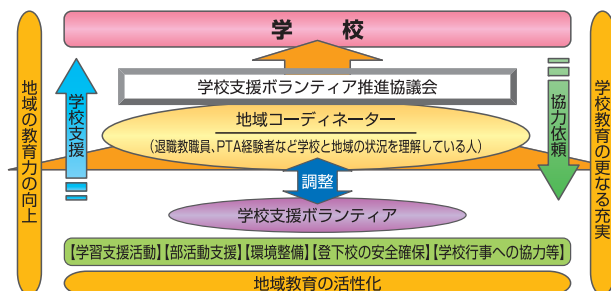 学校
学校支援ボランティア推進協議会
地域コーディネーター
（退職教職員、PTA経験者など学校と地域の状況を理解している人）
調整
学校支援ボランティア
【学習支援活動】【部活動支援】【環境整備】【登下校の安全確保】【学校行事への協力等】
地域教育の活性化
地域の教育力の向上
学校支援
協力依頼
学校教育の更なる充実